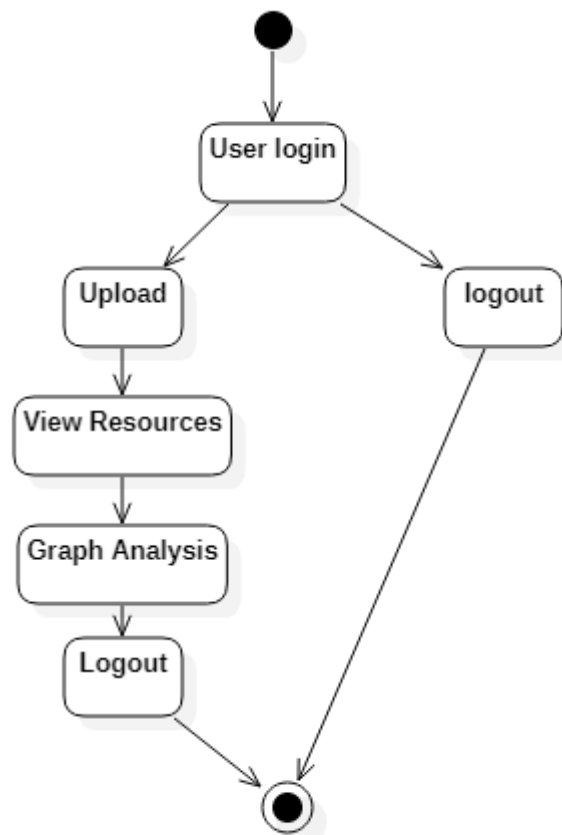 User login
Upload
logout
View Resources
Graph Analysis
Logout